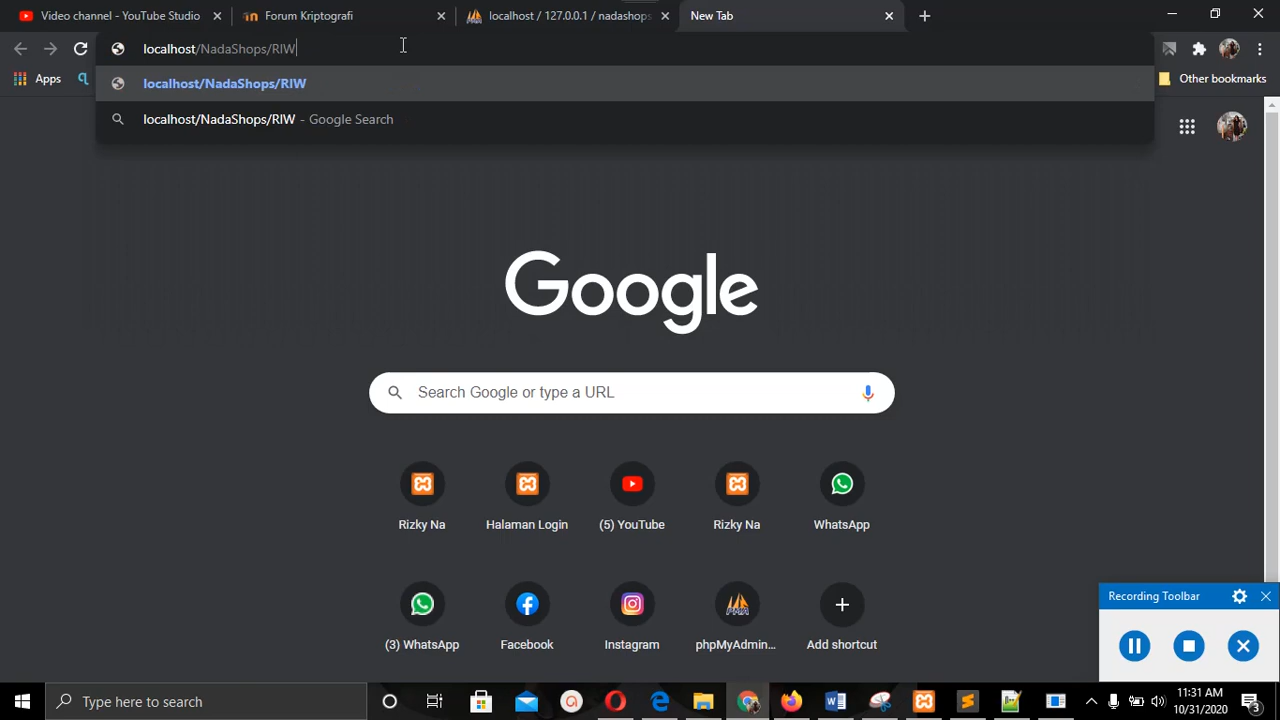 Video channel - YouTube Studio
Forum Kriptografi
localhost / 127.0.0.1 / nadashops
New Tab
localhost/NadaShops/RIW
Apps
Other bookmarks
localhost/NadaShops/RIW
localhost/NadaShops/RIW - Google Search
Google
Search Google or type a URL
Rizky Na
Halaman Login
(5) YouTube
Rizky Na
WhatsApp
(3) WhatsApp
Facebook
Instagram
phpMyAdmin...
Add shortcut
Recording Toolbar
Type here to search
11:31 AM
10/31/2020
3